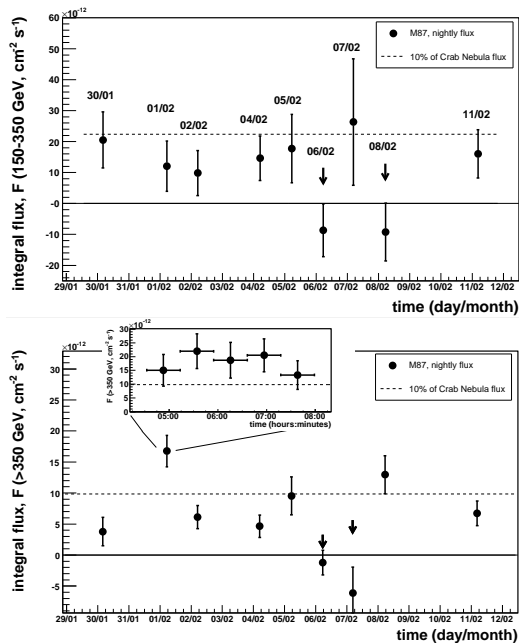 ×10⁻¹²
60
50
40
30
20
10
-0
-10
-20
integral flux, F (150-350 GeV, cm⁻² s⁻¹)
M87, nightly flux
10% of Crab Nebula flux
30/01
01/02
02/02
04/02
05/02
06/02
07/02
08/02
11/02
29/01 30/01 31/01 01/02 02/02 03/02 04/02 05/02 06/02 07/02 08/02 09/02 10/02 11/02 12/02
time (day/month)
×10⁻¹²
30
25
20
15
10
5
0
-5
integral flux, F (>350 GeV, cm⁻² s⁻¹)
×10⁻¹²
30
25
20
15
10
5
0
F (>350 GeV, cm⁻² s⁻¹)
05:00 06:00 07:00 08:00
time (hours:minutes)
M87, nightly flux
10% of Crab Nebula flux
29/01 30/01 31/01 01/02 02/02 03/02 04/02 05/02 06/02 07/02 08/02 09/02 10/02 11/02 12/02
time (day/month)